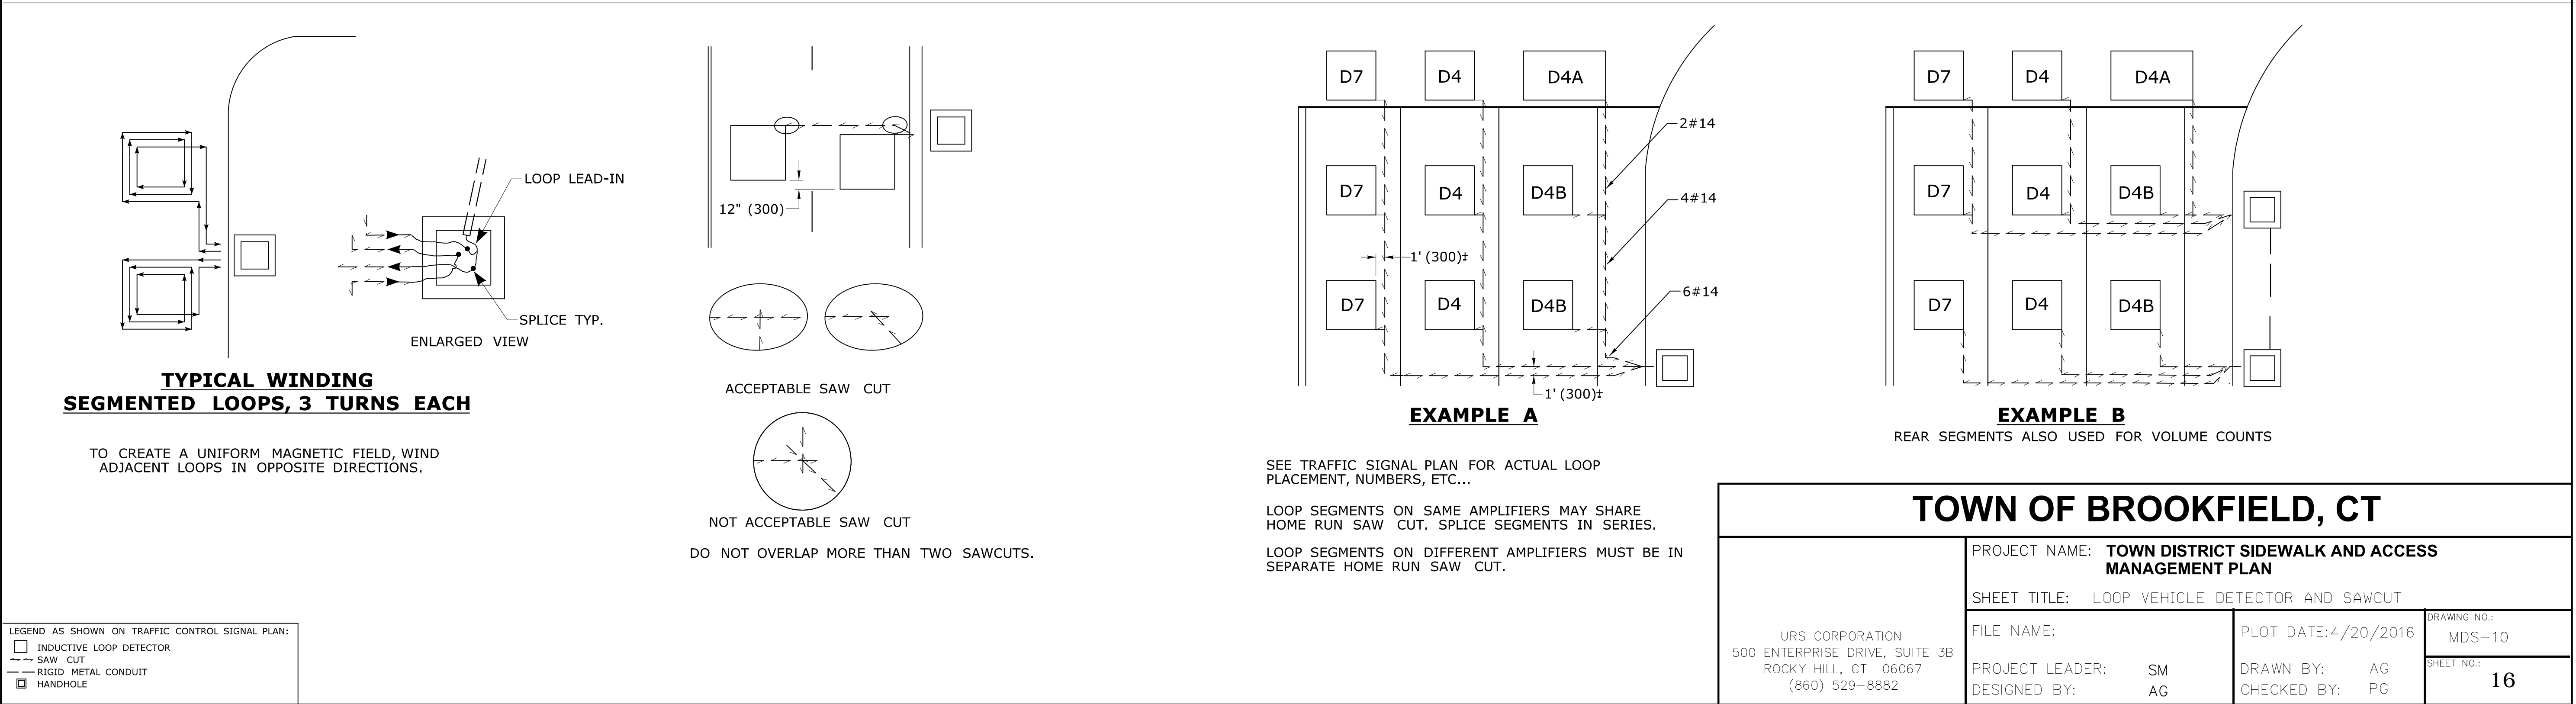 LOOP LEAD-IN
SPLICE TYP.
ENLARGED VIEW
TYPICAL WINDING
SEGMENTED LOOPS, 3 TURNS EACH
TO CREATE A UNIFORM MAGNETIC FIELD, WIND
ADJACENT LOOPS IN OPPOSITE DIRECTIONS.
12" (300)
ACCEPTABLE SAW CUT
NOT ACCEPTABLE SAW CUT
DO NOT OVERLAP MORE THAN TWO SAWCUTS.
D7 D4 D4A
2#14
D7 D4 D4B
4#14
1' (300)±
6#14
D7 D4 D4B
1' (300)±
EXAMPLE A
SEE TRAFFIC SIGNAL PLAN FOR ACTUAL LOOP
PLACEMENT, NUMBERS, ETC...
LOOP SEGMENTS ON SAME AMPLIFIERS MAY SHARE
HOME RUN SAW CUT. SPLICE SEGMENTS IN SERIES.
LOOP SEGMENTS ON DIFFERENT AMPLIFIERS MUST BE IN
SEPARATE HOME RUN SAW CUT.
D7 D4 D4A
D7 D4 D4B
D7 D4 D4B
EXAMPLE B
REAR SEGMENTS ALSO USED FOR VOLUME COUNTS
LEGEND AS SHOWN ON TRAFFIC CONTROL SIGNAL PLAN:
INDUCTIVE LOOP DETECTOR
SAW CUT
RIGID METAL CONDUIT
HANDHOLE
TOWN OF BROOKFIELD, CT
URS CORPORATION
500 ENTERPRISE DRIVE, SUITE 3B
ROCKY HILL, CT 06067
(860) 529-8882
PROJECT NAME: TOWN DISTRICT SIDEWALK AND ACCESS
MANAGEMENT PLAN
SHEET TITLE: LOOP VEHICLE DETECTOR AND SAWCUT
FILE NAME:
PROJECT LEADER: SM
DESIGNED BY: AG
PLOT DATE:4/20/2016
DRAWN BY: AG
CHECKED BY: PG
DRAWING NO.:
MDS-10
SHEET NO.:
16